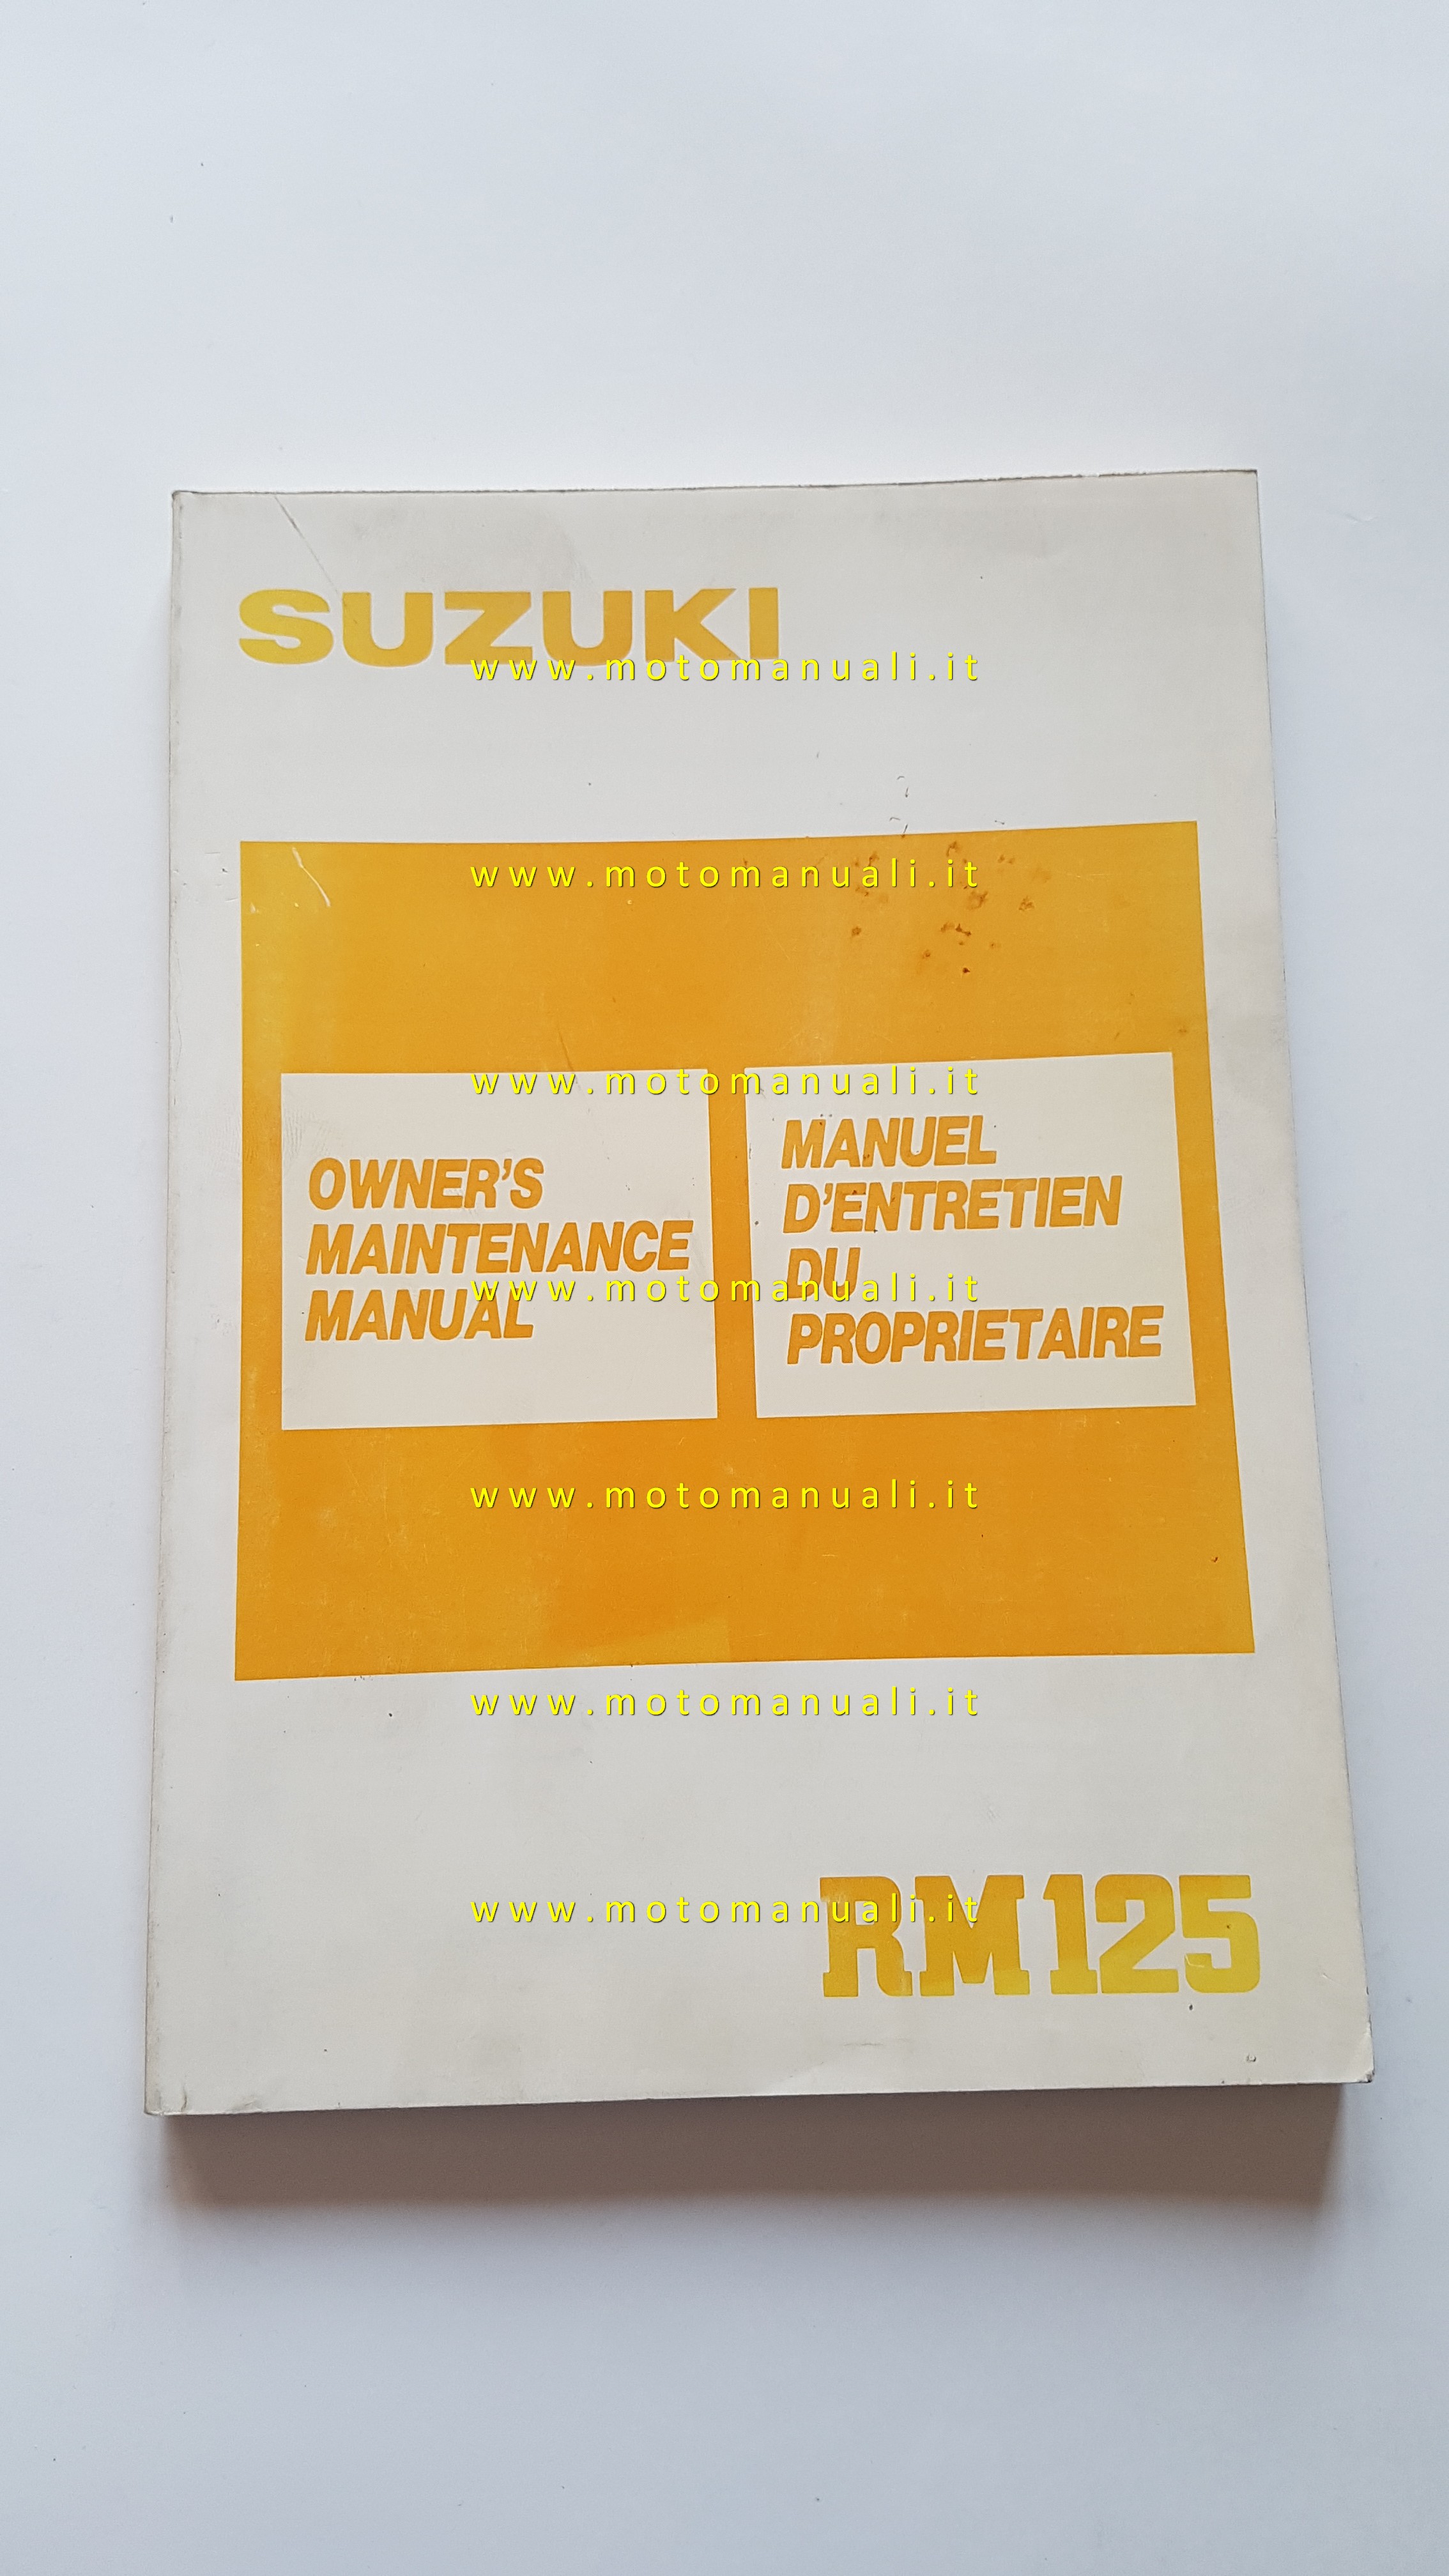 SUZUKI
www.motomanuali.it
www.motomanuali.it
www.motomanuali.it
OWNER'S
MAINTENANCE
MANUAL
MANUEL
D'ENTRETIEN
DU
PROPRIETAIRE
www.motomanuali.it
www.motomanuali.it
www.motomanuali.it
RM125
www.motomanuali.it